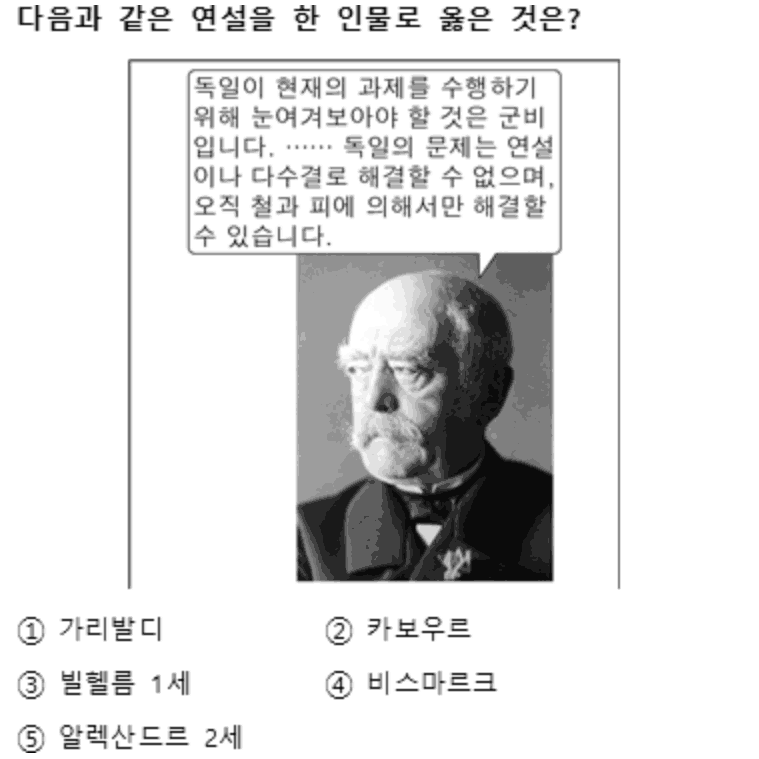 다음과 같은 연설을 한 인물로 옳은 것은?
독일이 현재의 과제를 수행하기
위해 눈여겨보아야 할 것은 군비
입니다. …… 독일의 문제는 연설
이나 다수결로 해결할 수 없으며,
오직 철과 피에 의해서만 해결할
수 있습니다.
① 가리발디 ② 카보우르
③ 빌헬름 1세 ④ 비스마르크
⑤ 알렉산드르 2세